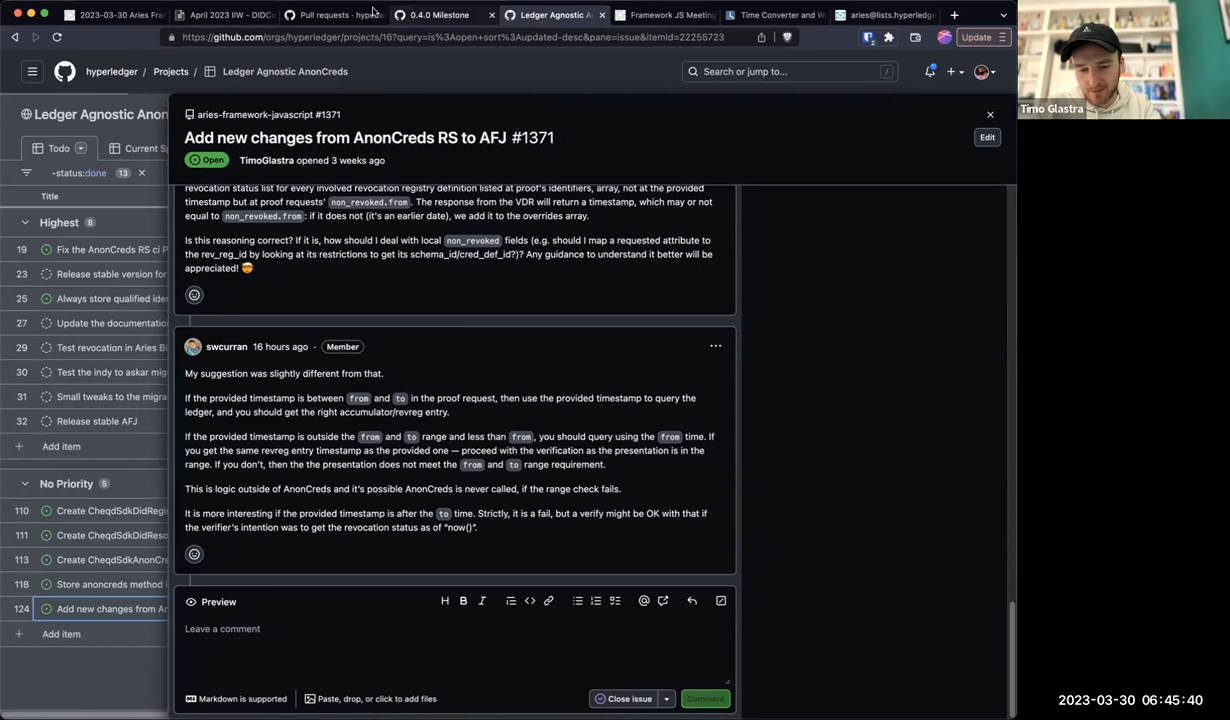 2023-03-30 Aries Fra
April 2023 IIW - DIDCo
Pull requests · hype
0.4.0 Milestone
Ledger Agnostic An
Framework JS Meeting
Time Converter and W
aries@lists.hyperledge
https://github.com/orgs/hyperledger/projects/16?query=is%3Aopen+sort%3Aupdated-desc&pane=issue&itemId=22255723
2
Update
hyperledger / Projects / Ledger Agnostic AnonCreds
Search or jump to...
/
Timo Glastra
Ledger Agnostic Anon
Todo
Current Sp
-status:done
13
Title
Highest 8
19 Fix the AnonCreds RS ci P
23 Release stable version for
25 Always store qualified ide
27 Update the documentatio
29 Test revocation in Aries B
30 Test the indy to askar mig
31 Small tweaks to the migra
32 Release stable AFJ
Add item
No Priority 5
110 Create CheqdSdkDidRegis
111 Create CheqdSdkDidReso
113 Create CheqdSdkAnonCre
118 Store anoncreds method i
124 Add new changes from An
Add item
aries-framework-javascript #1371
Add new changes from AnonCreds RS to AFJ #1371
Edit
Open
TimoGlastra opened 3 weeks ago
revocation status list for every involved revocation registry definition listed at proof's identifiers, array, not at the provided
timestamp but at proof requests' non_revoked.from. The response from the VDR will return a timestamp, which may or not
equal to non_revoked.from: if it does not (it's an earlier date), we add it to the overrides array.
Is this reasoning correct? If it is, how should I deal with local non_revoked fields (e.g. should I map a requested attribute to
the rev_reg_id by looking at its restrictions to get its schema_id/cred_def_id?)? Any guidance to understand it better will be
appreciated! 🤯
swcurran 16 hours ago · Member
My suggestion was slightly different from that.
If the provided timestamp is between from and to in the proof request, then use the provided timestamp to query the
ledger, and you should get the right accumulator/revreg entry.
If the provided timestamp is outside the from and to range and less than from, you should query using the from time. If
you get the same revreg entry timestamp as the provided one — proceed with the verification as the presentation is in the
range. If you don't, then the the presentation does not meet the from and to range requirement.
This is logic outside of AnonCreds and it's possible AnonCreds is never called, if the range check fails.
It is more interesting if the provided timestamp is after the to time. Strictly, it is a fail, but a verify might be OK with that if
the verifier's intention was to get the revocation status as of “now()”.
Preview
Leave a comment
Markdown is supported
Paste, drop, or click to add files
Close issue
Comment
2023-03-30 06:45:40